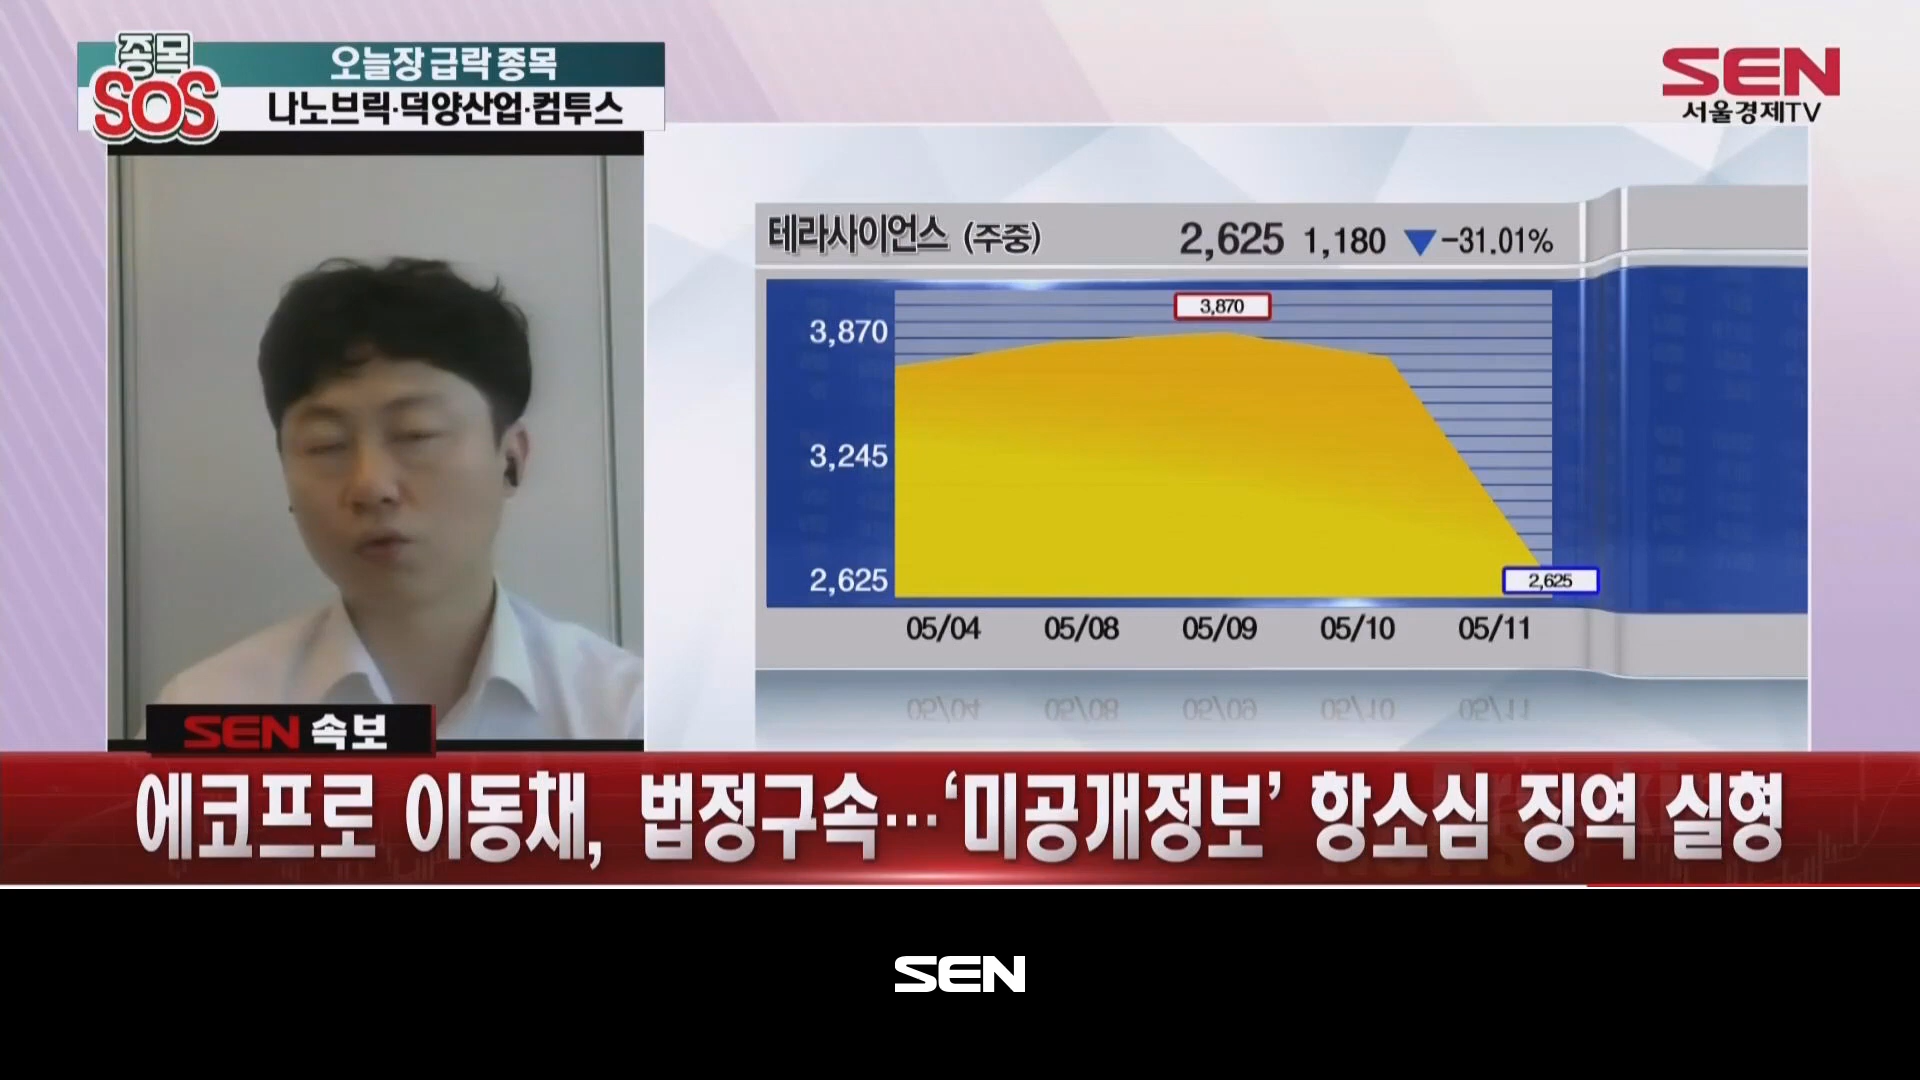 종목
SOS
오늘장 급락 종목
나노브릭·덕양산업·컴투스
SEN
서울경제TV
테라사이언스 (주중) 2,625 1,180 ▼-31.01%
3,870
3,870
3,245
2,625
2,625
05/04 05/08 05/09 05/10 05/11
SEN 속보
에코프로 이동채, 법정구속…‘미공개정보’ 항소심 징역 실형
SEN